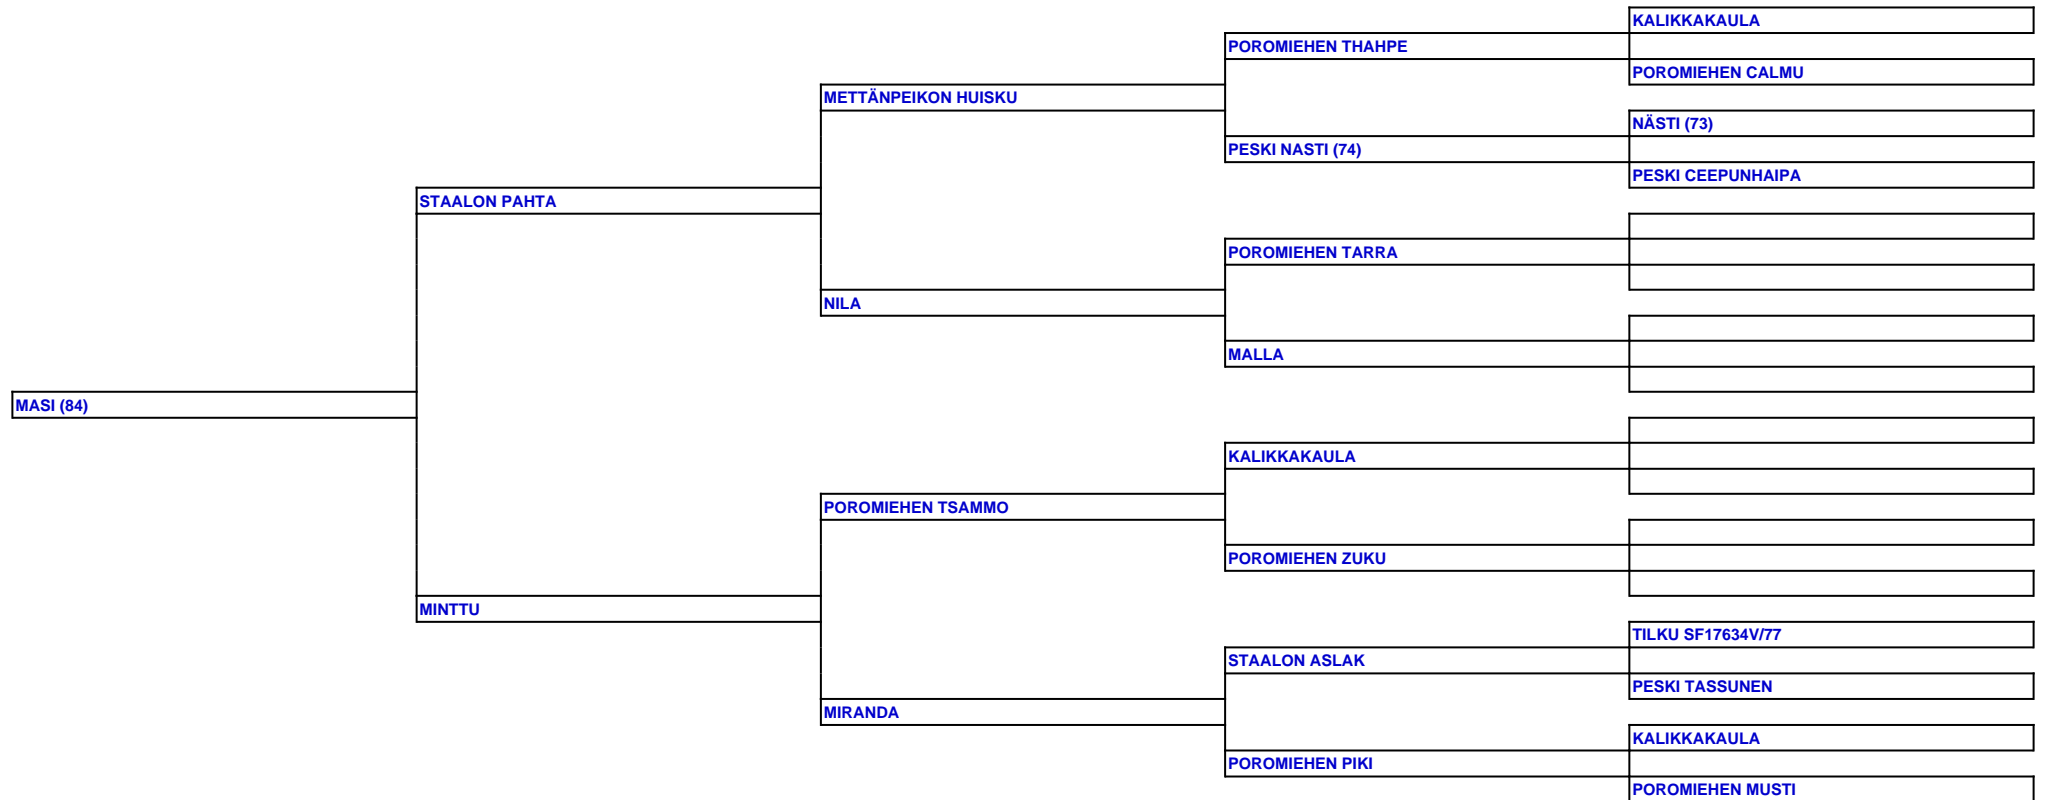 KALIKKAKAULA
POROMIEHEN THAHPE
POROMIEHEN CALMU
METTÄNPEIKON HUISKU
NÄSTI (73)
PESKI NASTI (74)
PESKI CEEPUNHAIPA
STAALON PAHTA
POROMIEHEN TARRA
NILA
MALLA
MASI (84)
KALIKKAKAULA
POROMIEHEN TSAMMO
POROMIEHEN ZUKU
MINTTU
TILKU SF17634V/77
STAALON ASLAK
PESKI TASSUNEN
MIRANDA
KALIKKAKAULA
POROMIEHEN PIKI
POROMIEHEN MUSTI